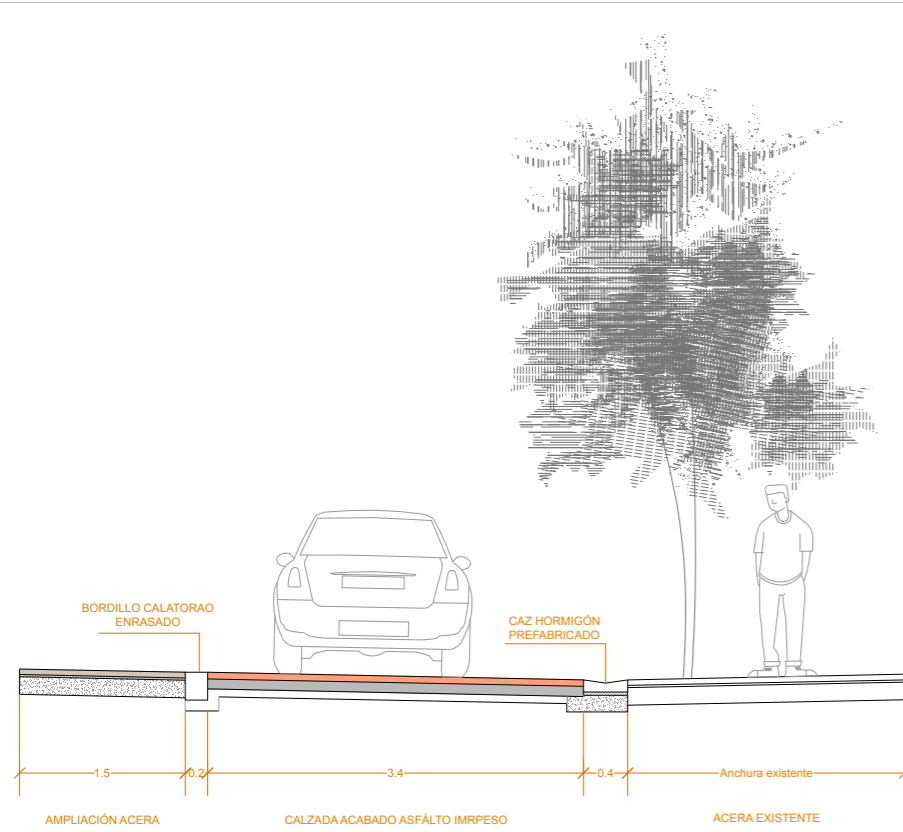 BORDILLO CALATORAO
ENRASADO
CAZ HORMIGÓN
PREFABRICADO
1.5
0.2
3.4
0.4
Anchura existente
AMPLIACIÓN ACERA
CALZADA ACABADO ASFÁLTO IMRPESO
ACERA EXISTENTE